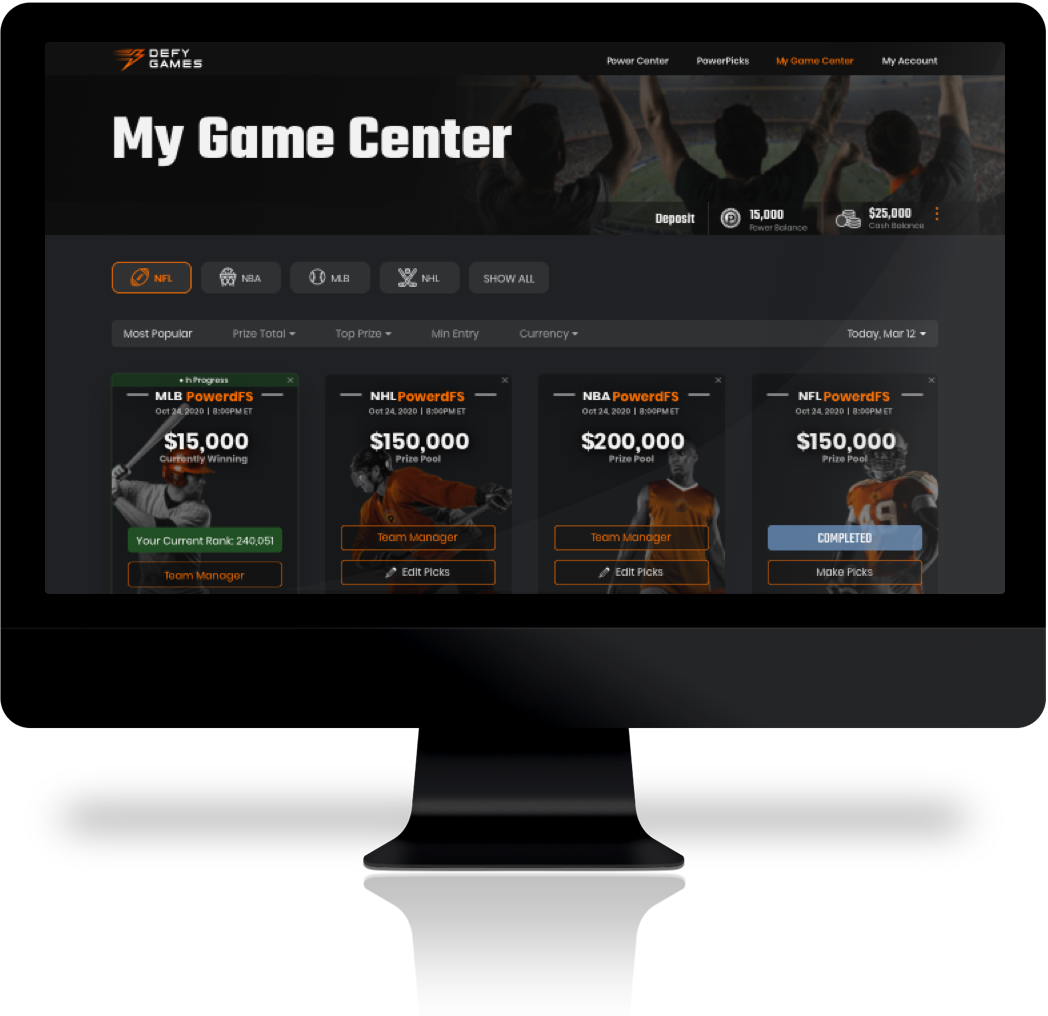 DEFY
GAMES
Power Center PowerPicks My Game Center My Account
My Game Center
Deposit
15,000
Power Balance
$25,000
Cash Balance
NFL NBA MLB NHL SHOW ALL
Most Popular Prize Total Top Prize Min Entry Currency Today, Mar 12
In Progress
MLB PowerdFS
Oct 24, 2020 | 8:00PM ET
$15,000
Currently Winning
Your Current Rank: 240,051
Team Manager
NHL PowerdFS
Oct 24, 2020 | 8:00PM ET
$150,000
Prize Pool
Team Manager
Edit Picks
NBA PowerdFS
Oct 24, 2020 | 8:00PM ET
$200,000
Prize Pool
Team Manager
Edit Picks
NFL PowerdFS
Oct 24, 2020 | 8:00PM ET
$150,000
Prize Pool
49
COMPLETED
Make Picks